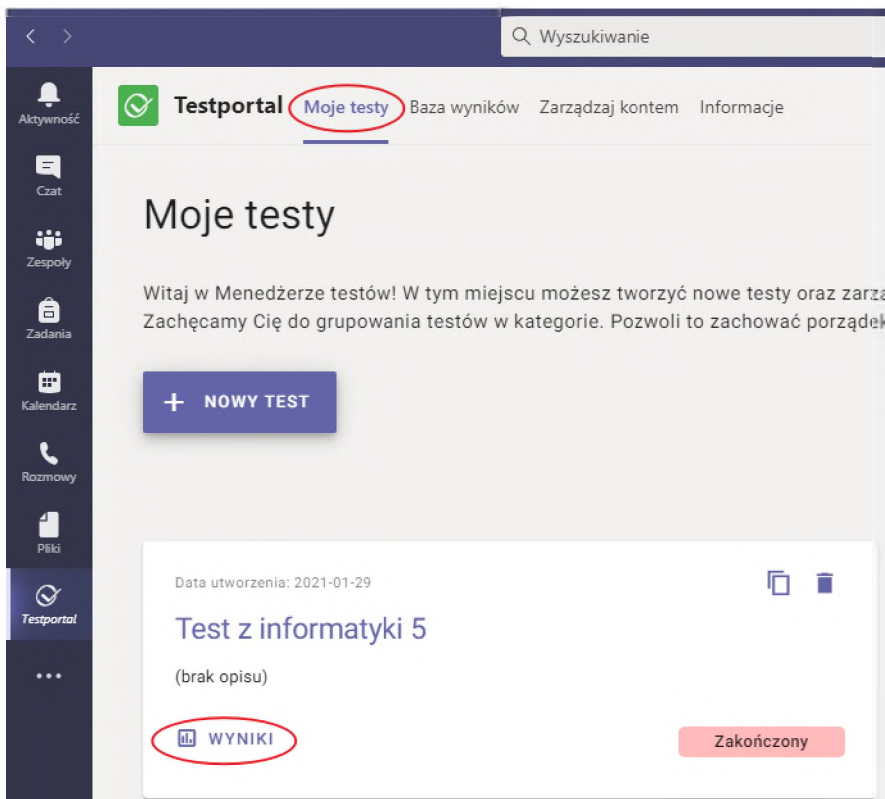 Wyszukiwanie
Aktywność
Czat
Zespoły
Zadania
Kalendarz
Rozmowy
Pliki
Testportal
Testportal Moje testy Baza wyników Zarządzaj kontem Informacje
Moje testy
Witaj w Menedżerze testów! W tym miejscu możesz tworzyć nowe testy oraz
Zachęcamy Cię do grupowania testów w kategorie. Pozwoli to zachować
+ NOWY TEST
Data utworzenia: 2021-01-29
Test z informatyki 5
(brak opisu)
WYNIKI
Zakończony